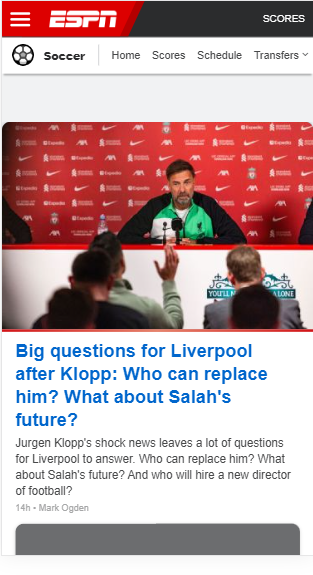 ESPN
SCORES
Soccer
Home Scores Schedule Transfers
YOU'LL N
ALONE
Big questions for Liverpool
after Klopp: Who can replace
him? What about Salah's
future?
Jurgen Klopp's shock news leaves a lot of questions
for Liverpool to answer. Who can replace him? What
about Salah's future? And who will hire a new director
of football?
14h • Mark Ogden